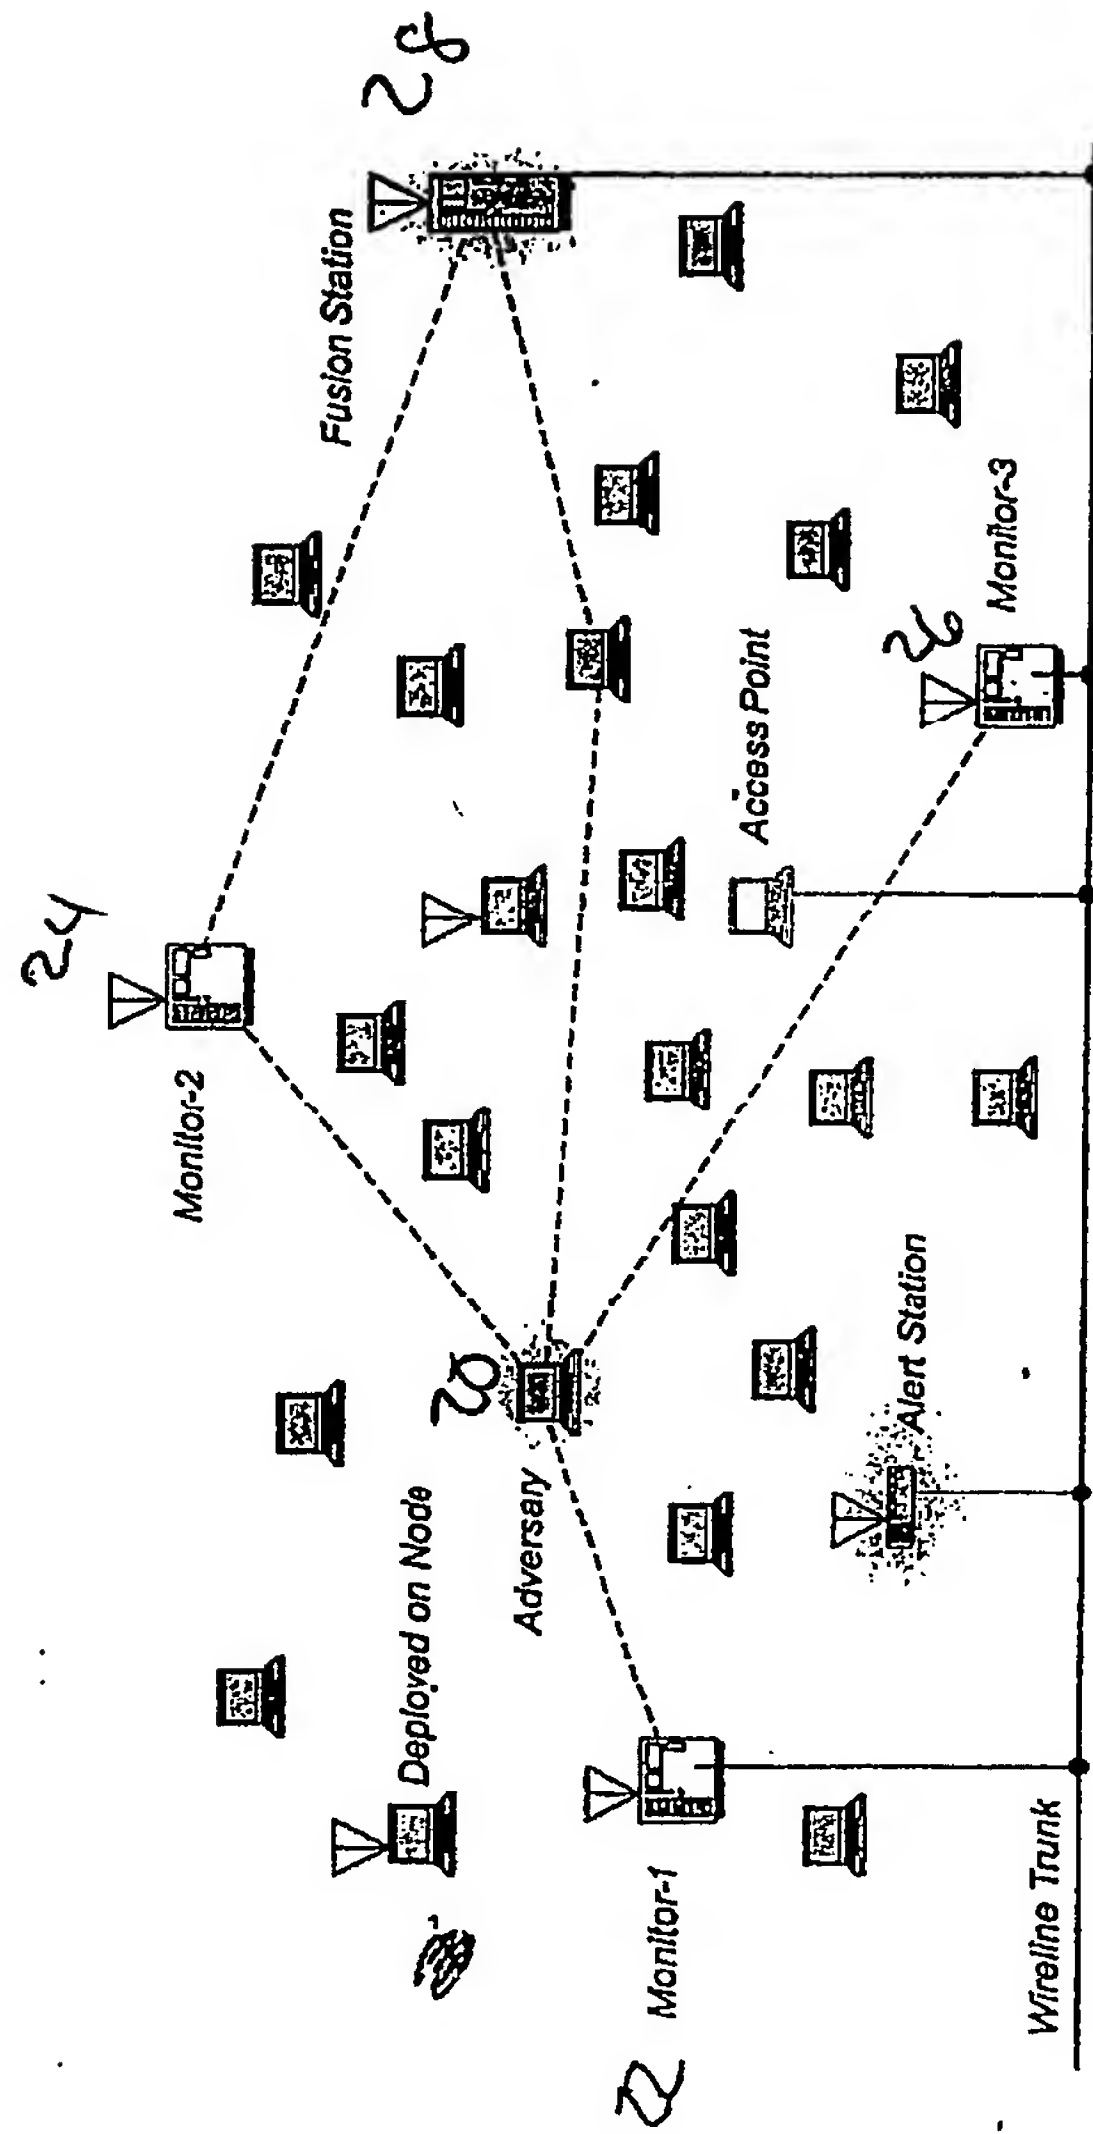 24
Monitor-2
Fusion Station
28
Deployed on Node
20
Adversary
22
Monitor-1
Access Point
26
Monitor-3
Alert Station
Wireline Trunk